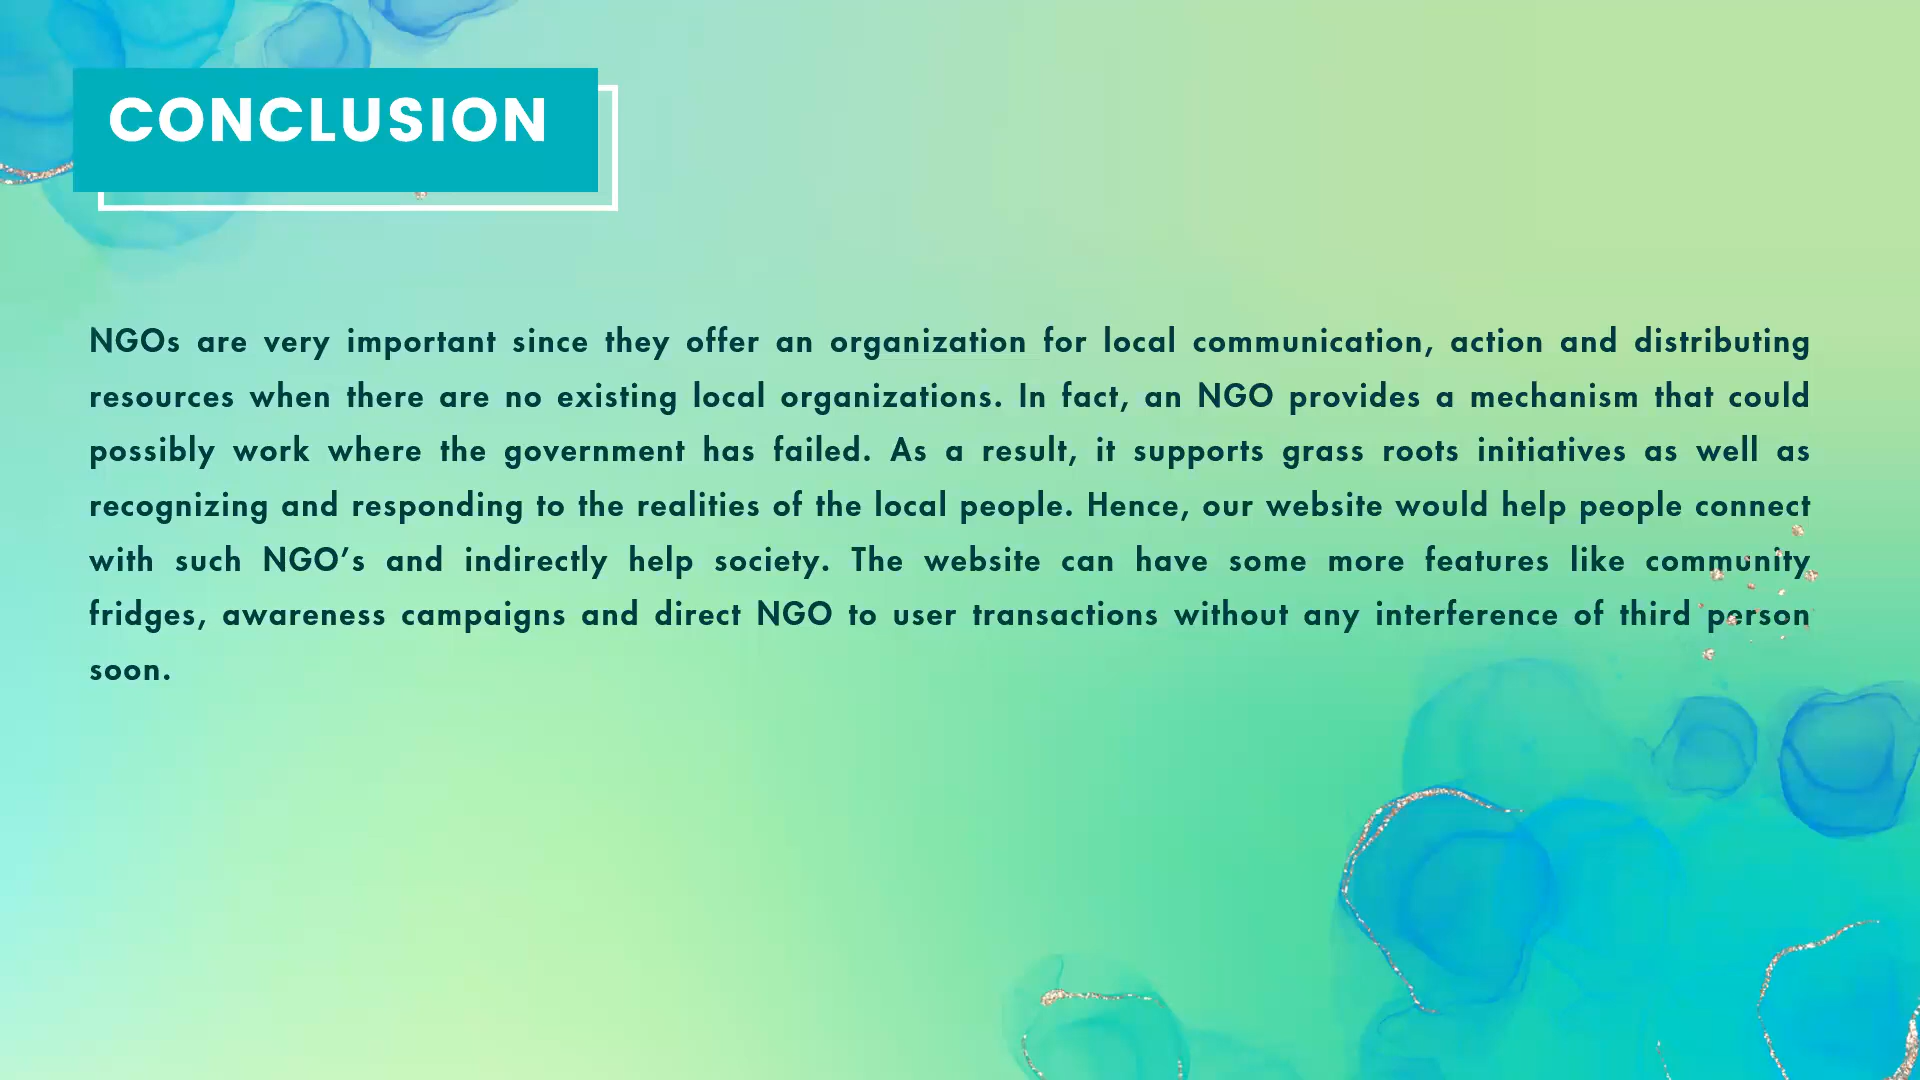 CONCLUSION
NGOs are very important since they offer an organization for local communication, action and distributing
resources when there are no existing local organizations. In fact, an NGO provides a mechanism that could
possibly work where the government has failed. As a result, it supports grass roots initiatives as well as
recognizing and responding to the realities of the local people. Hence, our website would help people connect
with such NGO’s and indirectly help society. The website can have some more features like community
fridges, awareness campaigns and direct NGO to user transactions without any interference of third person
soon.